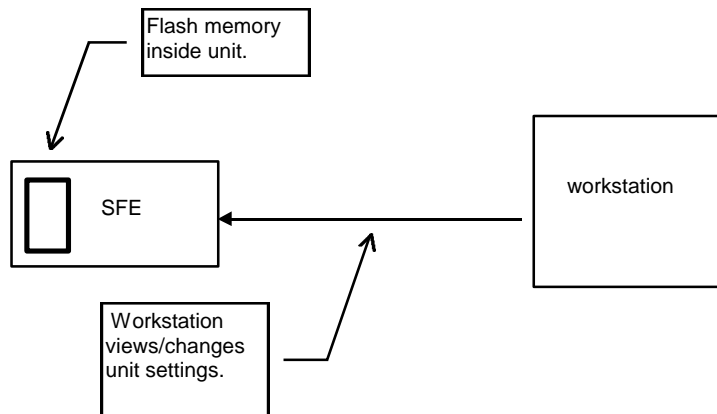 Flash memory
inside unit.
SFE
workstation
Workstation
views/changes
unit settings.